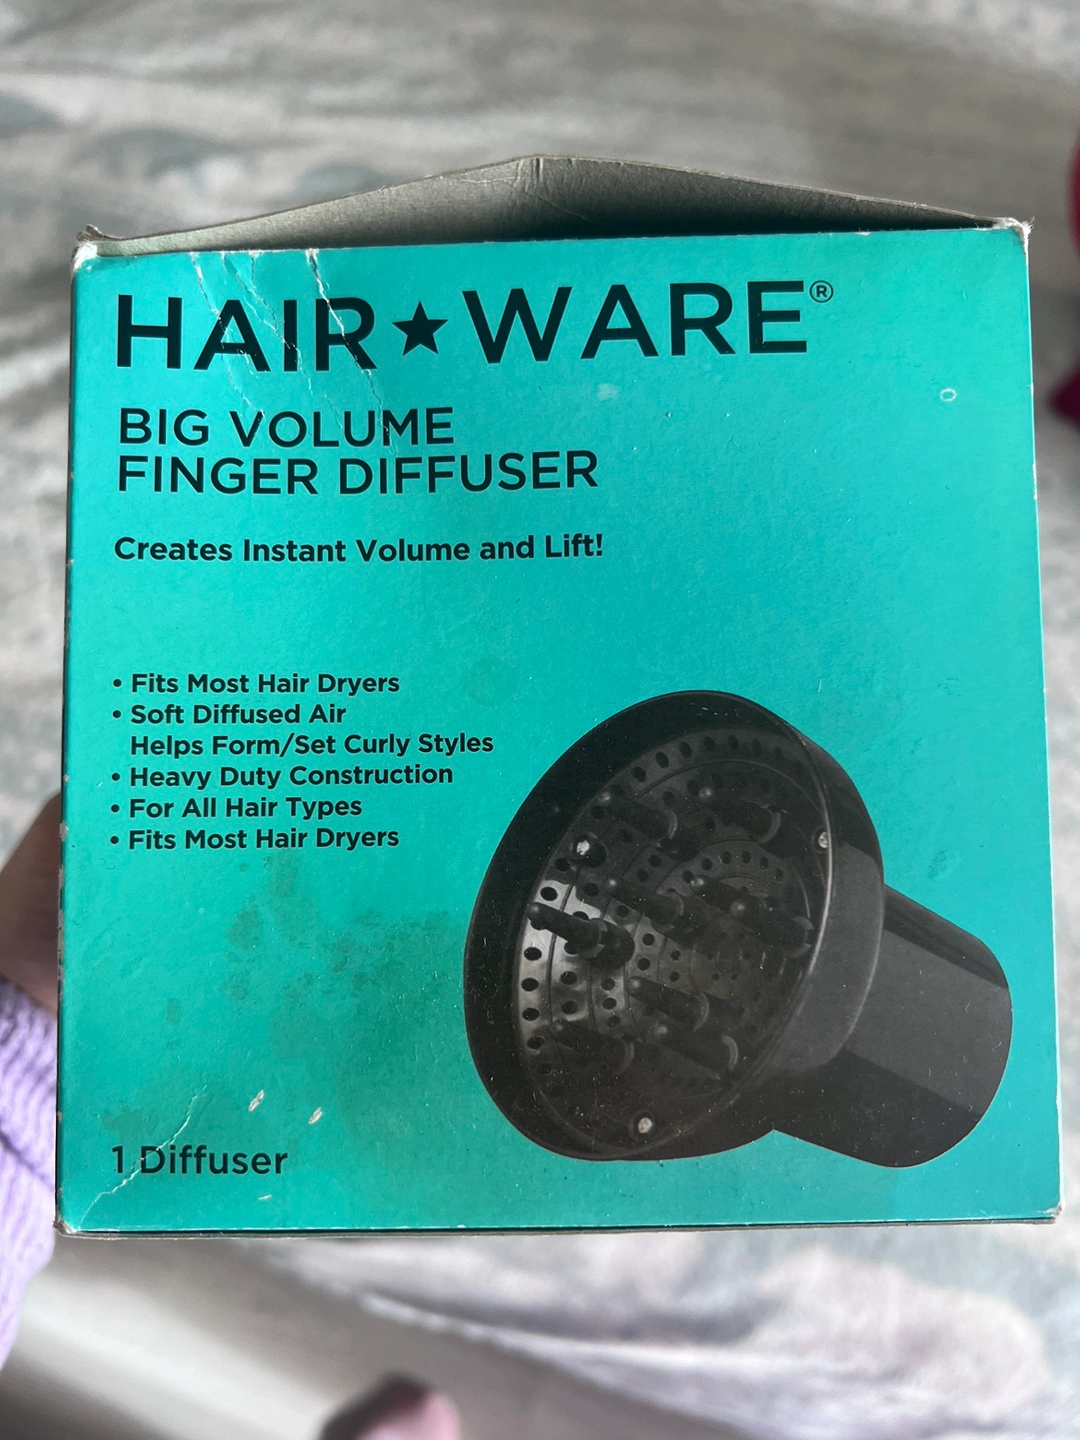 HAIR★WARE®
BIG VOLUME
FINGER DIFFUSER
Creates Instant Volume and Lift!
• Fits Most Hair Dryers
• Soft Diffused Air
Helps Form/Set Curly Styles
• Heavy Duty Construction
• For All Hair Types
• Fits Most Hair Dryers
1 Diffuser